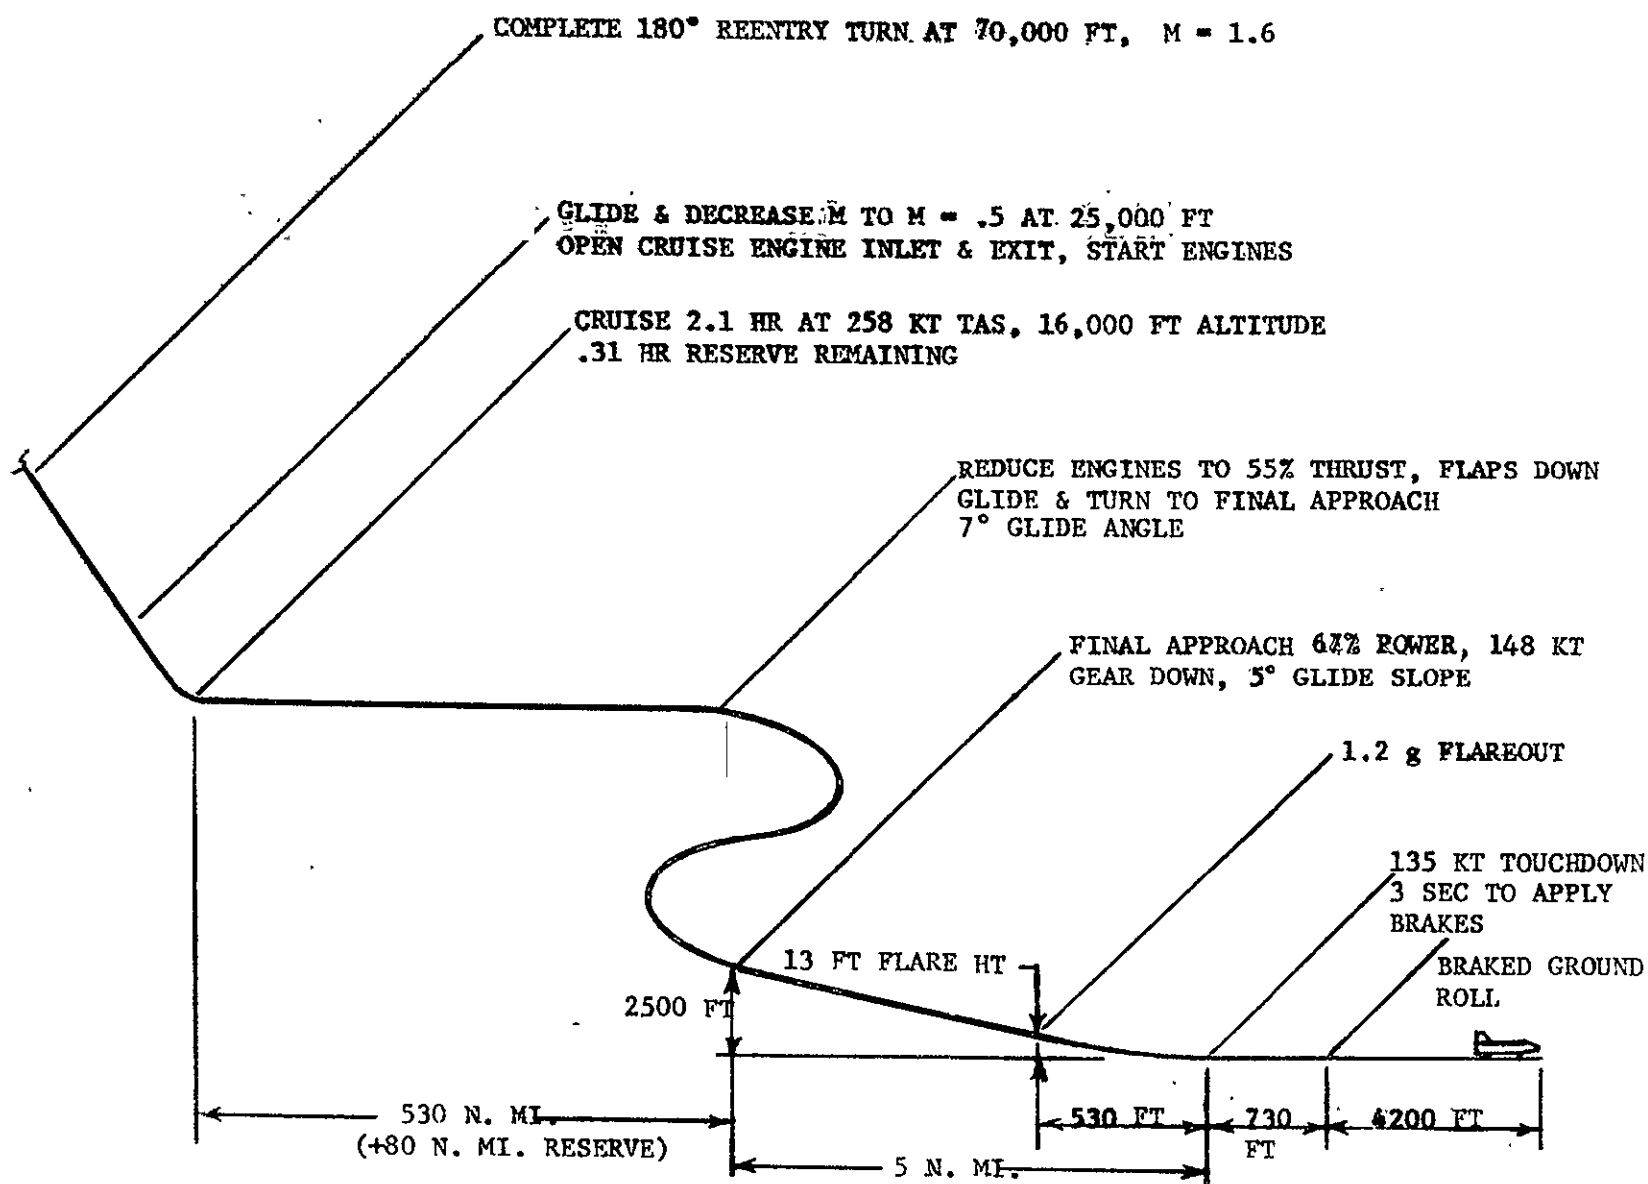 COMPLETE 180° REENTRY TURN AT 70,000 FT, M = 1.6
GLIDE & DECREASE M TO M = .5 AT 25,000 FT
OPEN CRUISE ENGINE INLET & EXIT, START ENGINES
CRUISE 2.1 HR AT 258 KT TAS, 16,000 FT ALTITUDE
.31 HR RESERVE REMAINING
REDUCE ENGINES TO 55% THRUST, FLAPS DOWN
GLIDE & TURN TO FINAL APPROACH
7° GLIDE ANGLE
FINAL APPROACH POWER, 148 KT
GEAR DOWN, 5° GLIDE SLOPE
1.2 g FLAREOUT
135 KT TOUCHDOWN
3 SEC TO APPLY
BRAKES
BRAKED GROUND
ROLL
13 FT FLARE HT
2500 FT
530 N. MI.
(+80 N. MI. RESERVE)
530 FT
730
FT
4200 FT
5 N. MI.